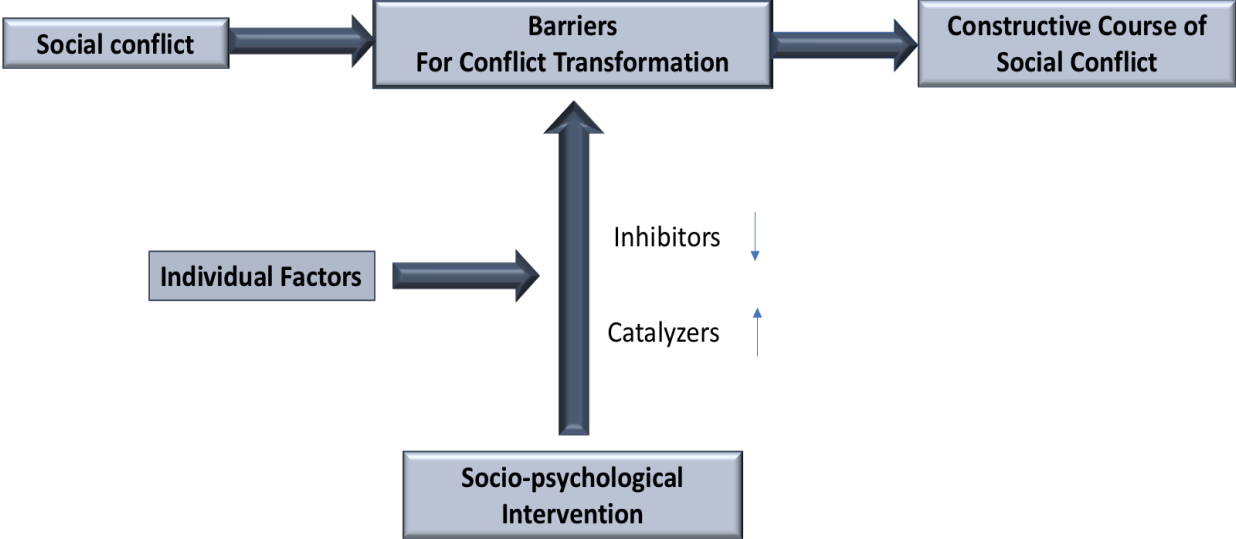 Social conflict
Barriers
For Conflict Transformation
Constructive Course of
Social Conflict
Inhibitors
Individual Factors
Catalyzers
Socio-psychological
Intervention